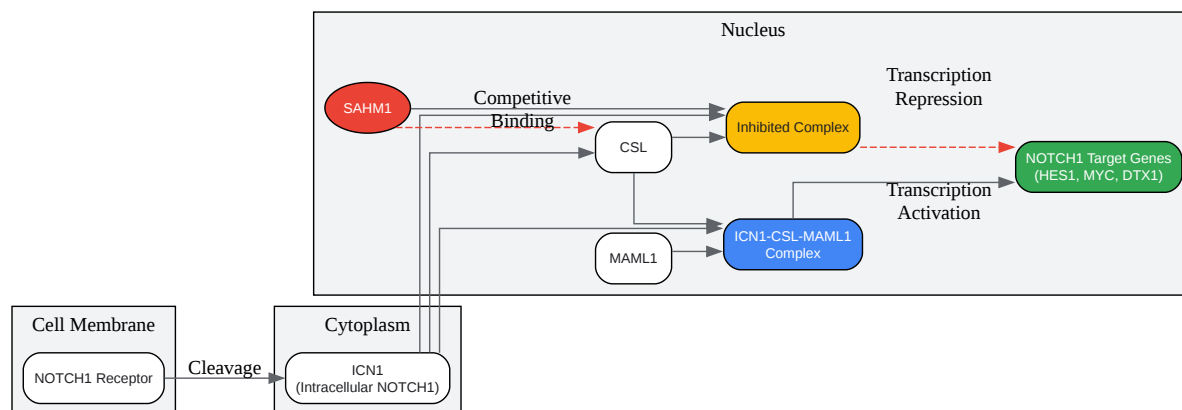 Nucleus
SAHM1
Competitive
Binding
CSL
Inhibited Complex
Transcription
Repression
NOTCH1 Target Genes
(HES1, MYC, DTX1)
Transcription
Activation
MAML1
ICN1-CSL-MAML1
Complex
Cell Membrane
NOTCH1 Receptor
Cleavage
Cytoplasm
ICN1
(Intracellular NOTCH1)